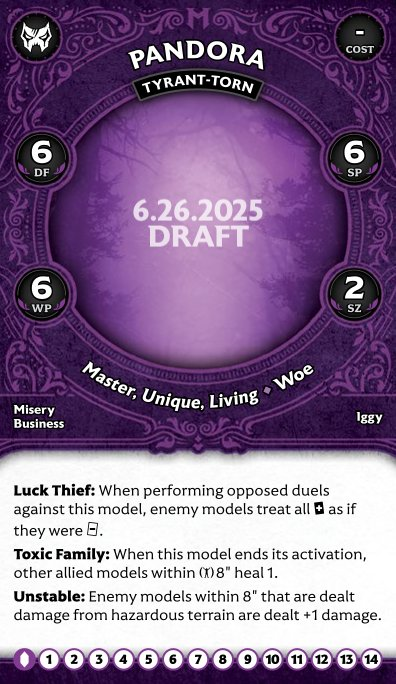 PANDORA
-
COST
TYRANT-TORN
6
DF
6
SP
6.26.2025
DRAFT
6
WP
2
SZ
Master, Unique, Living ♦ Woe
Misery
Business
Iggy
Luck Thief: When performing opposed duels
against this model, enemy models treat all + as if
they were -.
Toxic Family: When this model ends its activation,
other allied models within 8" heal 1.
Unstable: Enemy models within 8" that are dealt
damage from hazardous terrain are dealt +1 damage.
1 2 3 4 5 6 7 8 9 10 11 12 13 14